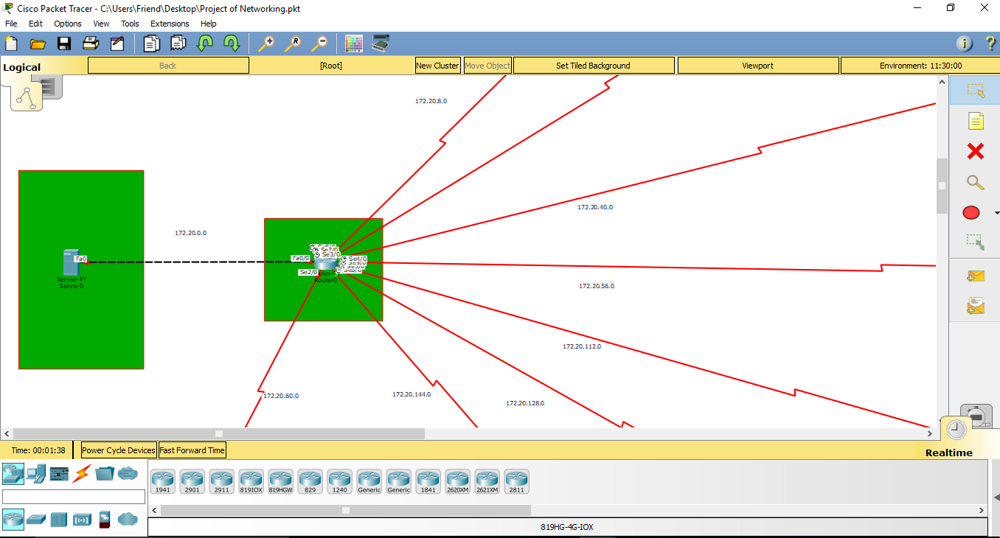 Cisco Packet Tracer - C:\Users\Friend\Desktop\Project of Networking.pkt
File Edit Options View Tools Extensions Help
Logical Back [Root] New Cluster Move Object Set Tiled Background Viewport Environment: 11:30:00
172.20.8.0
172.20.40.0
172.20.0.0
Se7/0
Se3/0
Fa0 Fa0/0 Se4/0
Se2/0
Server-PT
Server0
Router0
172.20.56.0
172.20.112.0
172.20.60.0 172.20.144.0 172.20.128.0
Time: 00:01:38 Power Cycle Devices Fast Forward Time Realtime
1941 2901 2911 819IOX 819HGW 829 1240 Generic Generic 1841 2620XM 2621XM 2811
819HG-4G-IOX